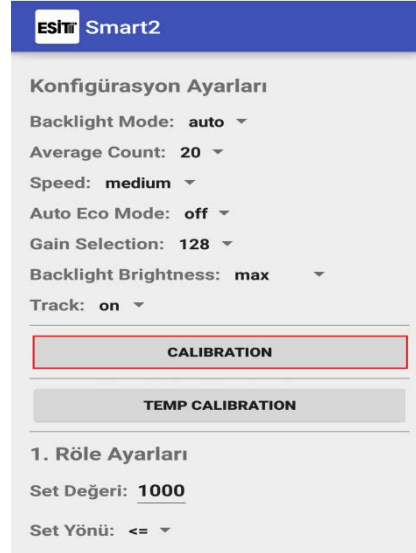 ESİT Smart2
Konfigürasyon Ayarları
Backlight Mode: auto
Average Count: 20
Speed: medium
Auto Eco Mode: off
Gain Selection: 128
Backlight Brightness: max
Track: on
CALIBRATION
TEMP CALIBRATION
1. Röle Ayarları
Set Değeri: 1000
Set Yönü: <=